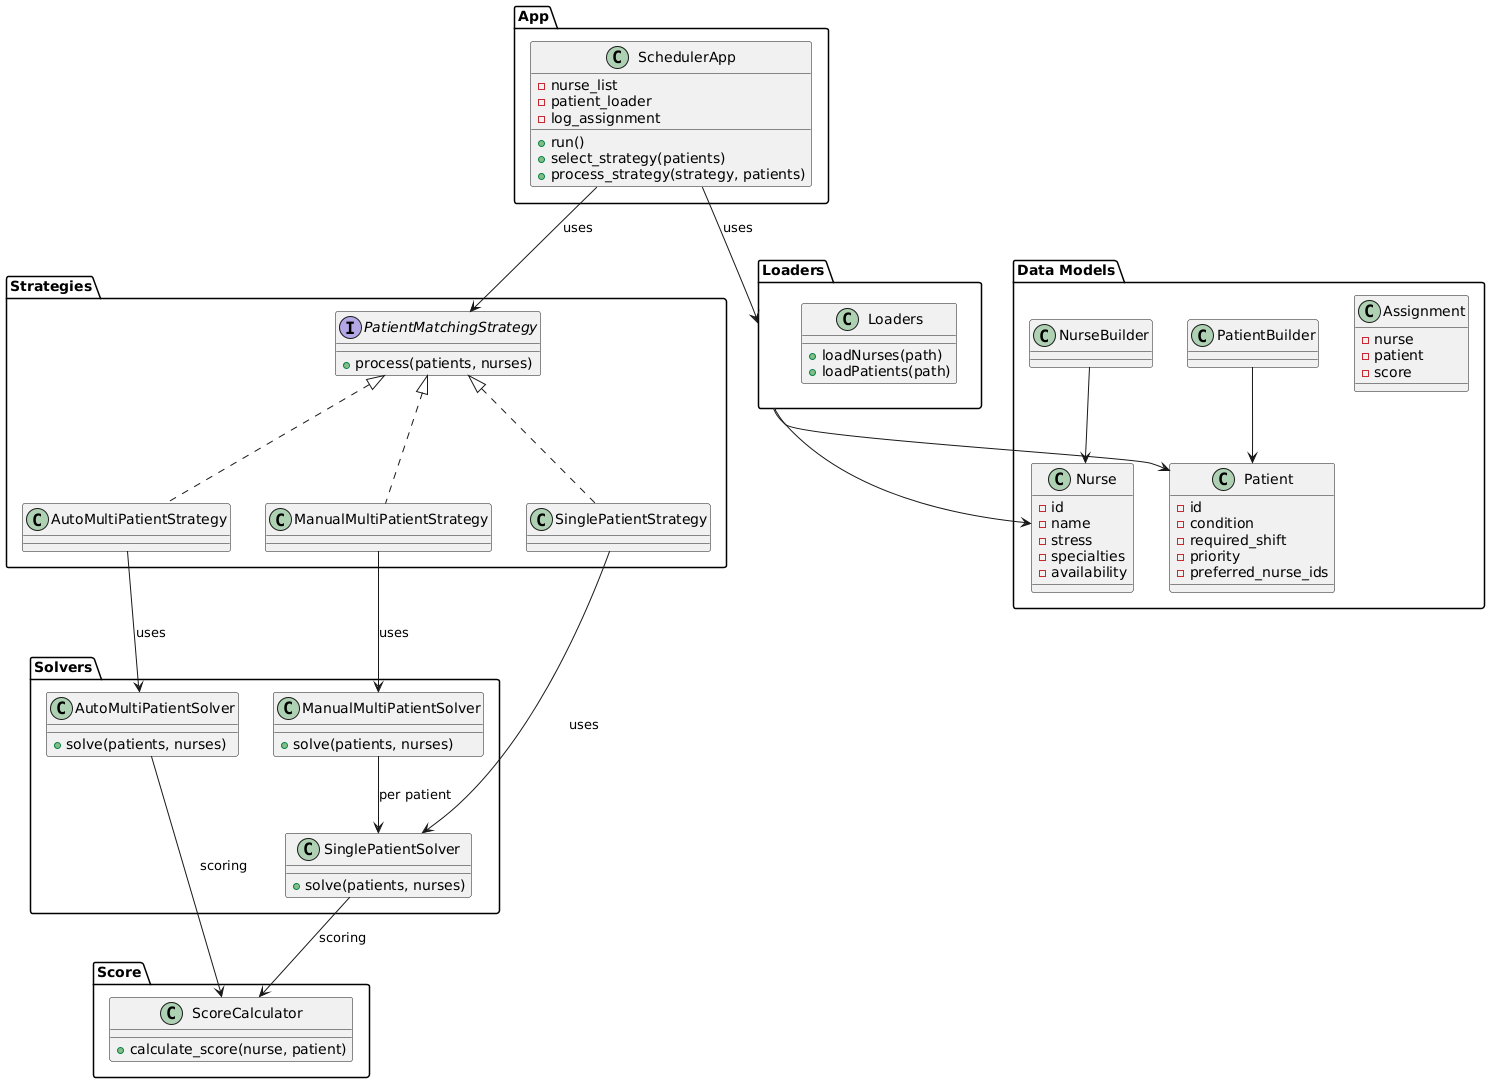 App
C SchedulerApp
nurse_list
patient_loader
log_assignment
run()
select_strategy(patients)
process_strategy(strategy, patients)
uses
uses
Strategies
I PatientMatchingStrategy
process(patients, nurses)
C AutoMultiPatientStrategy
C ManualMultiPatientStrategy
C SinglePatientStrategy
Loaders
C Loaders
loadNurses(path)
loadPatients(path)
Data Models
C NurseBuilder
C PatientBuilder
C Assignment
nurse
patient
score
C Nurse
id
name
stress
specialties
availability
C Patient
id
condition
required_shift
priority
preferred_nurse_ids
uses
uses
uses
Solvers
C AutoMultiPatientSolver
solve(patients, nurses)
C ManualMultiPatientSolver
solve(patients, nurses)
per patient
C SinglePatientSolver
solve(patients, nurses)
scoring
scoring
Score
C ScoreCalculator
calculate_score(nurse, patient)